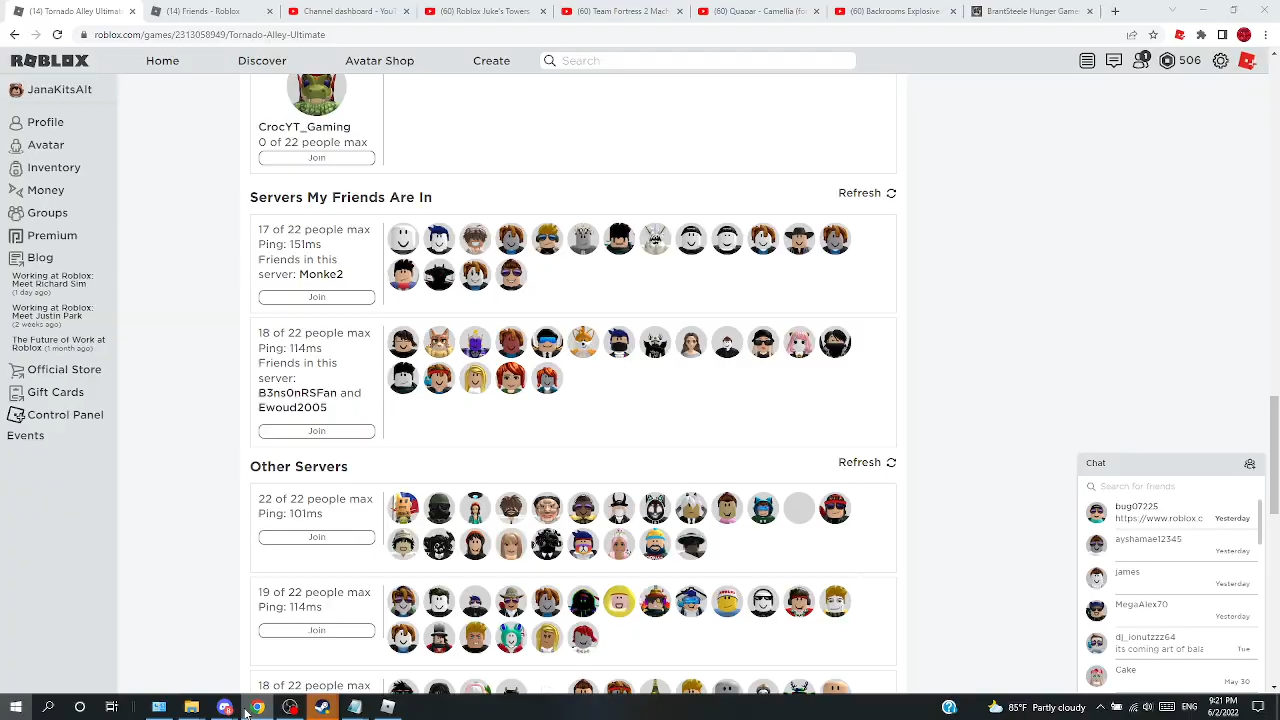 (14) Tornado Alley Ultimat
(14) Friends - Roblox
Channel dashboard - YouT
(60) Roblox Juke's Towers
(60) Team Fortress 2 Mach
(60) Quaoar - Camellia (for
(60) Backrooms Explosive
BrantSteele Hunger Game
roblox.com/games/2313058949/Tornado-Alley-Ultimate
ROBLOX Home Discover Avatar Shop Create Search 1 506
JanaKitsAlt
Profile
Avatar
Inventory
Money
Groups
Premium
Blog
Working at Roblox:
Meet Richard Sim
(1 day ago)
Working at Roblox:
Meet Justin Park
(2 weeks ago)
The Future of Work at
Roblox (1 month ago)
Official Store
Gift Cards
Control Panel
Events
CrocYT_Gaming
0 of 22 people max
Join
Servers My Friends Are In
Refresh
17 of 22 people max
Ping: 151ms
Friends in this
server: Monke2
Join
18 of 22 people max
Ping: 114ms
Friends in this
server:
B3ns0nRSFan and
Ewoud2005
Join
Other Servers
Refresh
22 of 22 people max
Ping: 101ms
Join
19 of 22 people max
Ping: 114ms
Join
18 of 22 people max
Chat
Search for friends
bug07225
https://www.roblox.c Yesterday
ayshamae12345
Yesterday
james
Yesterday
MegaAlex70
Yesterday
dj_ionutzzz64
its coming art of bala Tue
Cake
May 30
85°F Partly cloudy
ENG
9:21 PM
6/2/2022